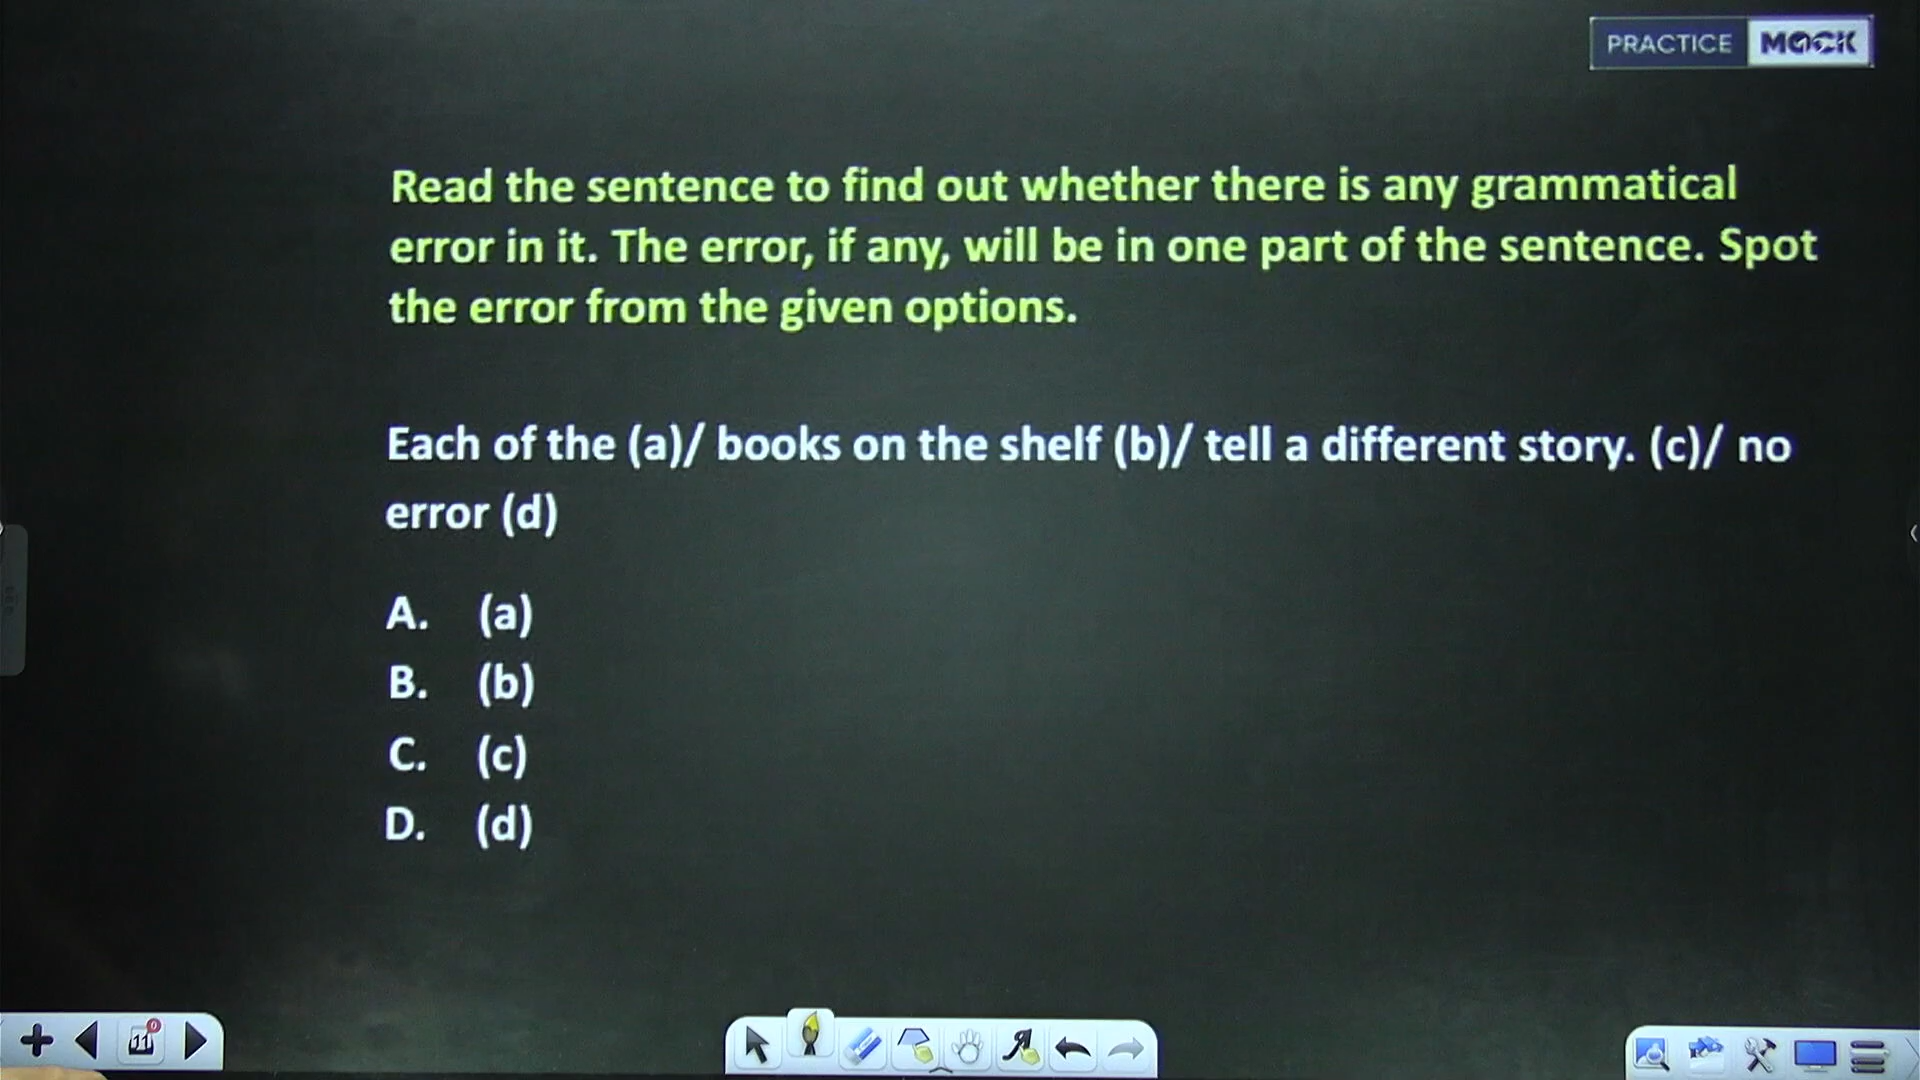 PRACTICE MOCK
Read the sentence to find out whether there is any grammatical
error in it. The error, if any, will be in one part of the sentence. Spot
the error from the given options.
Each of the (a)/ books on the shelf (b)/ tell a different story. (c)/ no
error (d)
A. (a)
B. (b)
C. (c)
D. (d)
11
0